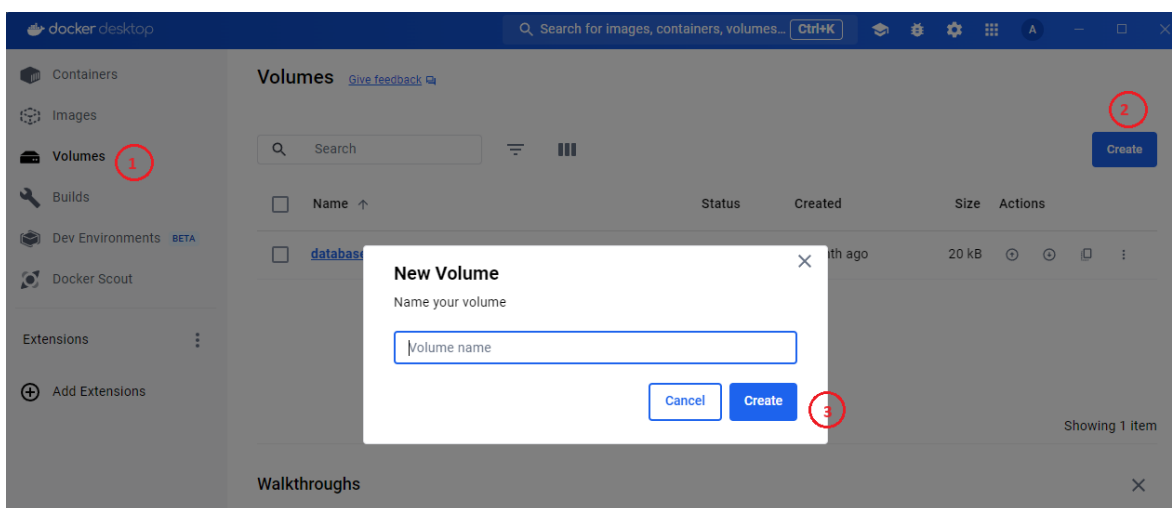 docker desktop
Search for images, containers, volumes... Ctrl+K
A
Containers
Images
Volumes
1
Builds
Dev Environments BETA
Docker Scout
Extensions
Add Extensions
Volumes Give feedback
2
Search
Create
Name Status Created Size Actions
database
ago 20 kB
New Volume
Name your volume
Volume name
Cancel Create
3
Showing 1 item
Walkthroughs